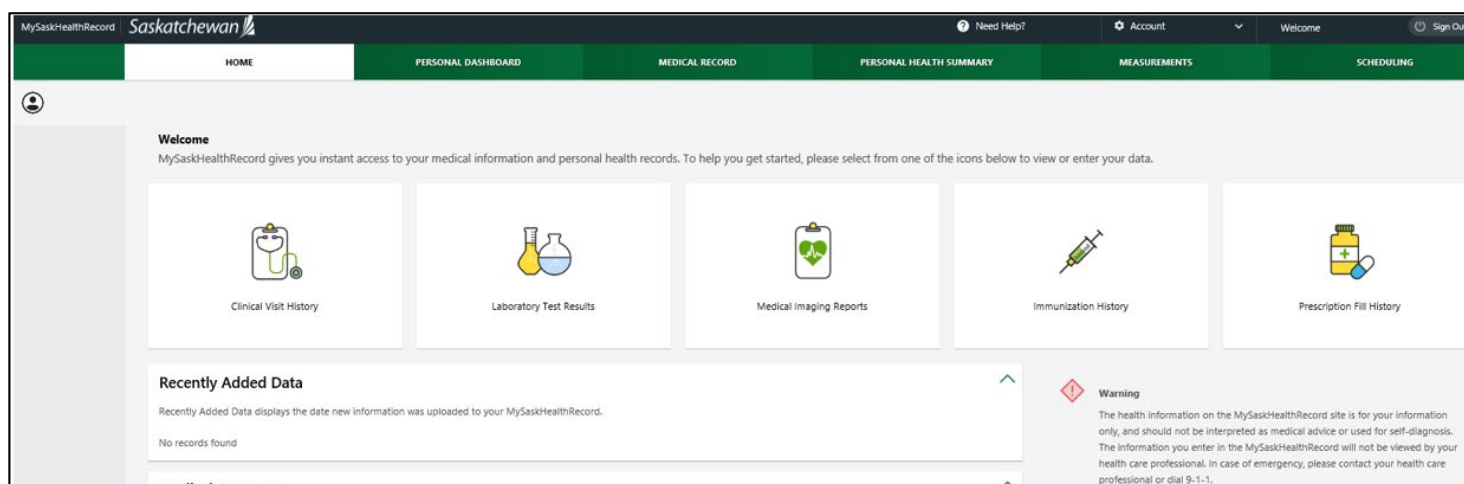 MySaskHealthRecord Saskatchewan Need Help? Account Welcome Sign Out
HOME PERSONAL DASHBOARD MEDICAL RECORD PERSONAL HEALTH SUMMARY MEASUREMENTS SCHEDULING
Welcome
MySaskHealthRecord gives you instant access to your medical information and personal health records. To help you get started, please select from one of the icons below to view or enter your data.
Clinical Visit History Laboratory Test Results Medical Imaging Reports Immunization History Prescription Fill History
Recently Added Data
Recently Added Data displays the date new information was uploaded to your MySaskHealthRecord.
No records found
Warning
The health information on the MySaskHealthRecord site is for your information
only, and should not be interpreted as medical advice or used for self-diagnosis.
The information you enter in the MySaskHealthRecord will not be viewed by your
health care professional. In case of emergency, please contact your health care
professional or dial 9-1-1.